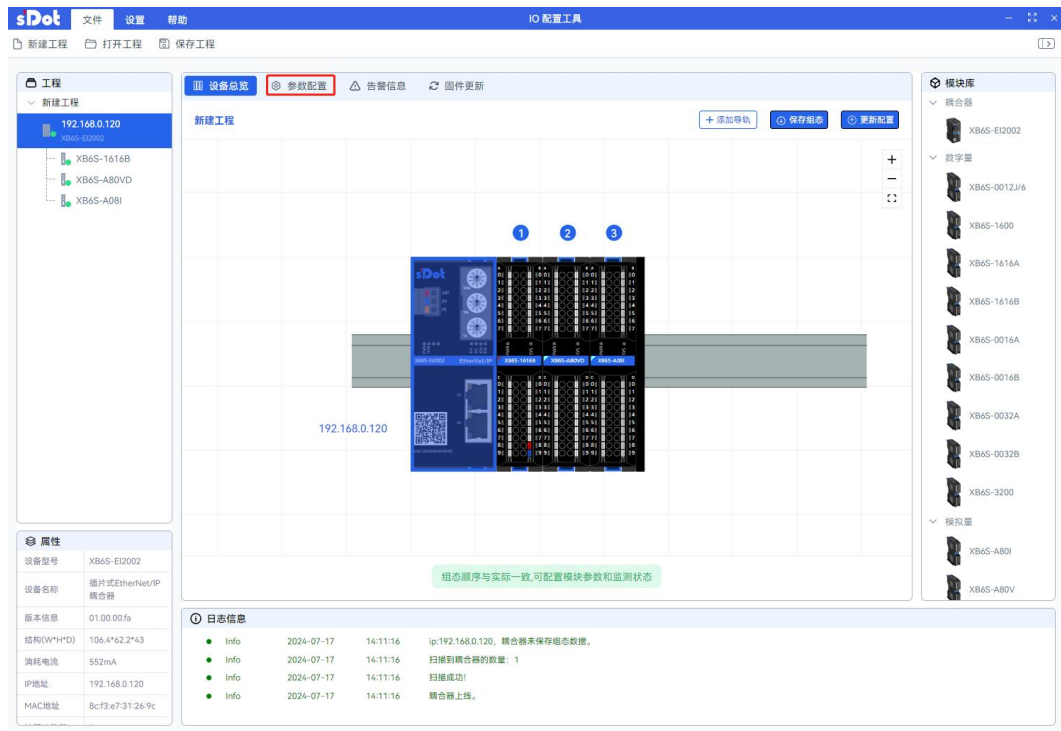 sDot 文件 设置 帮助 IO 配置工具
新建工程 打开工程 保存工程
工程
新建工程
192.168.0.120
XB6S-EI2002
XB6S-1616B
XB6S-A80VD
XB6S-A08I
设备总览 参数配置 告警信息 固件更新
新建工程
添加导轨 保存组态 更新配置
1 2 3
sDot
XB6S-EI2002 EtherNet/IP XB6S-1616B XB6S-A80VD XB6S-A08I
192.168.0.120
组态顺序与实际一致,可配置模块参数和监测状态
模块库
耦合器
XB6S-EI2002
数字量
XB6S-0012J/6
XB6S-1600
XB6S-1616A
XB6S-1616B
XB6S-0016A
XB6S-0016B
XB6S-0032A
XB6S-0032B
XB6S-3200
模拟量
XB6S-A80I
XB6S-A80V
属性
设备型号 XB6S-EI2002
设备名称 插片式EtherNet/IP
耦合器
版本信息 01.00.00.fa
结构(W*H*D) 106.4*62.2*43
消耗电流 552mA
IP地址 192.168.0.120
MAC地址 8c:f3:e7:31:26:9c
日志信息
Info 2024-07-17 14:11:16 ip:192.168.0.120，耦合器未保存组态数据。
Info 2024-07-17 14:11:16 扫描到耦合器的数量：1
Info 2024-07-17 14:11:16 扫描成功!
Info 2024-07-17 14:11:16 耦合器上线。